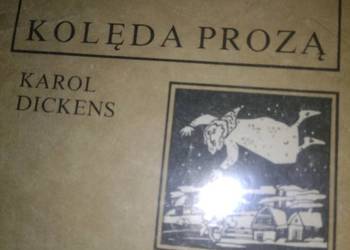 KOLĘDA PROZĄ
KAROL
DICKENS